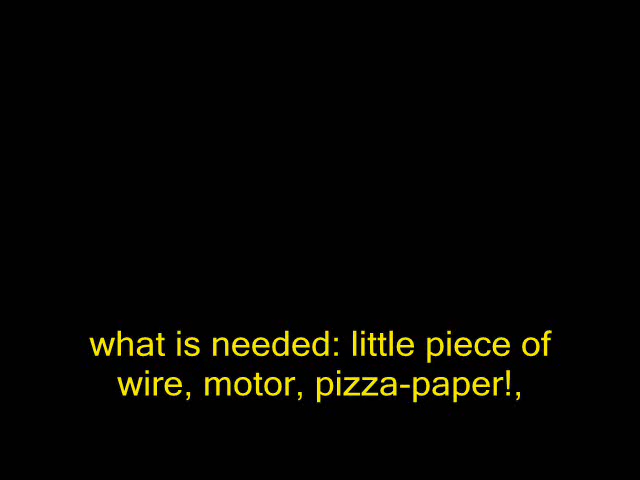 what is needed: little piece of
wire, motor, pizza-paper!,